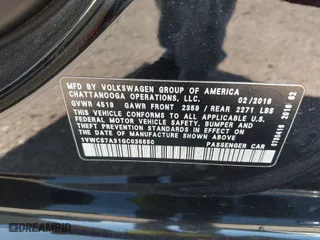 MFD. BY VOLKSWAGEN GROUP OF AMERICA
CHATTANOOGA OPERATIONS, LLC. 02/2016
GVWR 4519 GAWR FRONT 2359 / REAR 2271 LBS
THIS VEHICLE CONFORMS TO ALL APPLICABLE
U.S. FEDERAL MOTOR VEHICLE SAFETY, BUMPER, AND
THEFT PREVENTION STANDARDS IN EFFECT
ON THE DATE OF MANUFACTURE SHOWN ABOVE
PASSENGER CAR